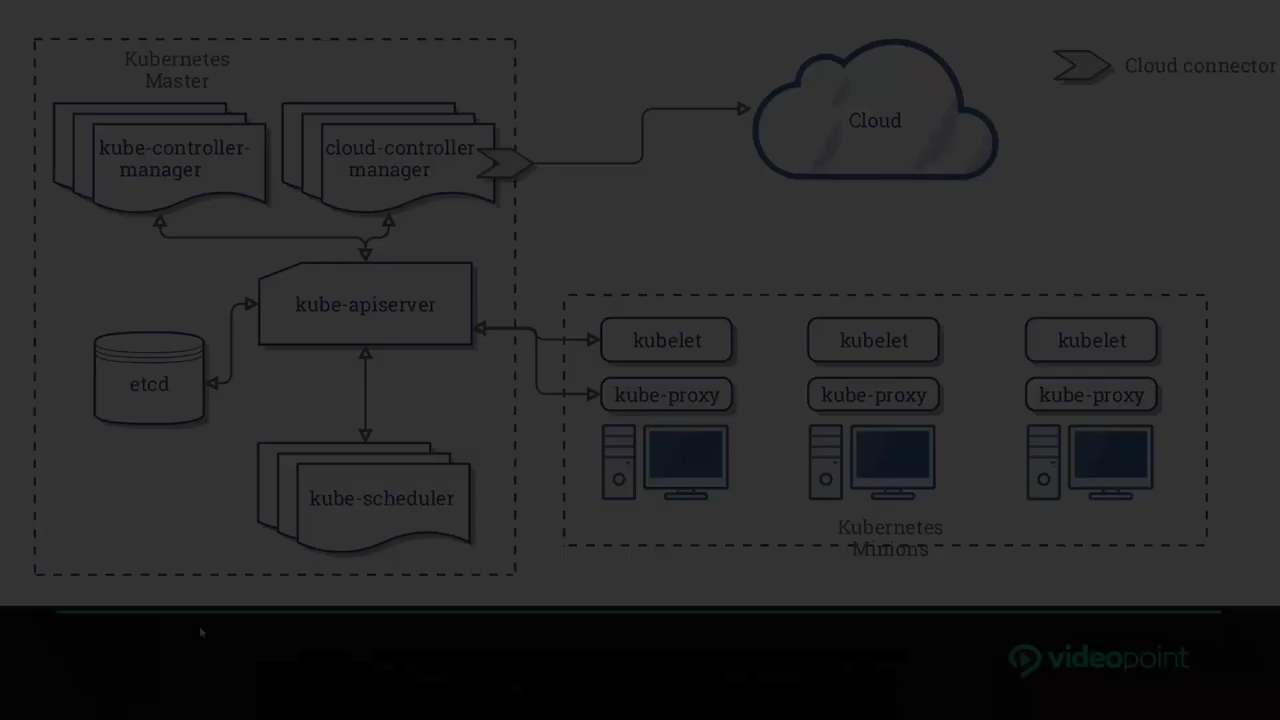 Kubernetes
Master
Cloud connector
kube-controller-
manager
cloud-controller
manager
Cloud
kube-apiserver
etcd
kube-scheduler
kubelet
kubelet
kubelet
kube-proxy
kube-proxy
kube-proxy
Kubernetes
Minions
videopoint